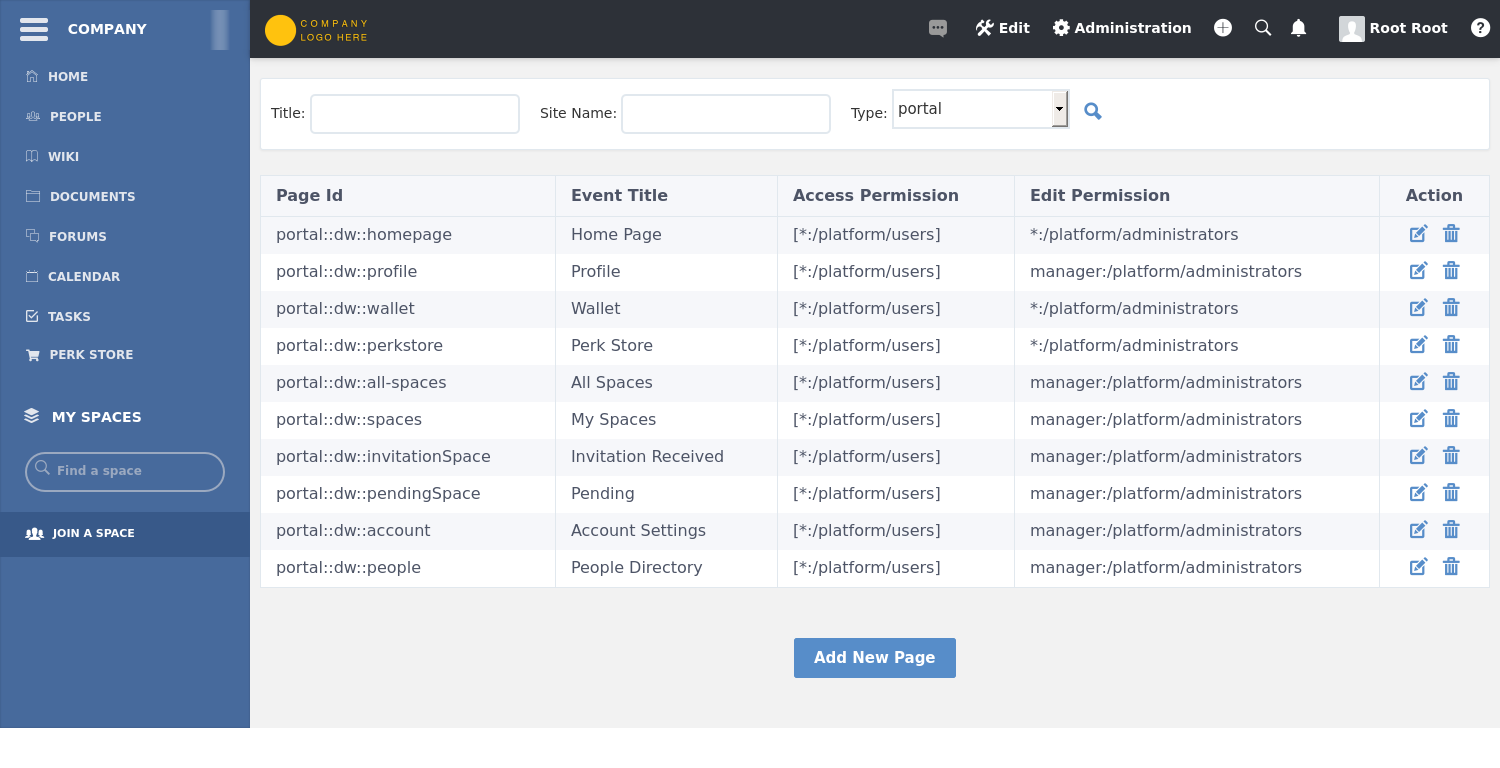 COMPANY
COMPANY
LOGO HERE
Edit
Administration
Root Root
HOME
PEOPLE
WIKI
DOCUMENTS
FORUMS
CALENDAR
TASKS
PERK STORE
MY SPACES
Find a space
JOIN A SPACE
Title:
Site Name:
Type: portal
Page Id Event Title Access Permission Edit Permission Action
portal::dw::homepage Home Page [*:/platform/users] *:/platform/administrators
portal::dw::profile Profile [*:/platform/users] manager:/platform/administrators
portal::dw::wallet Wallet [*:/platform/users] *:/platform/administrators
portal::dw::perkstore Perk Store [*:/platform/users] *:/platform/administrators
portal::dw::all-spaces All Spaces [*:/platform/users] manager:/platform/administrators
portal::dw::spaces My Spaces [*:/platform/users] manager:/platform/administrators
portal::dw::invitationSpace Invitation Received [*:/platform/users] manager:/platform/administrators
portal::dw::pendingSpace Pending [*:/platform/users] manager:/platform/administrators
portal::dw::account Account Settings [*:/platform/users] manager:/platform/administrators
portal::dw::people People Directory [*:/platform/users] manager:/platform/administrators
Add New Page